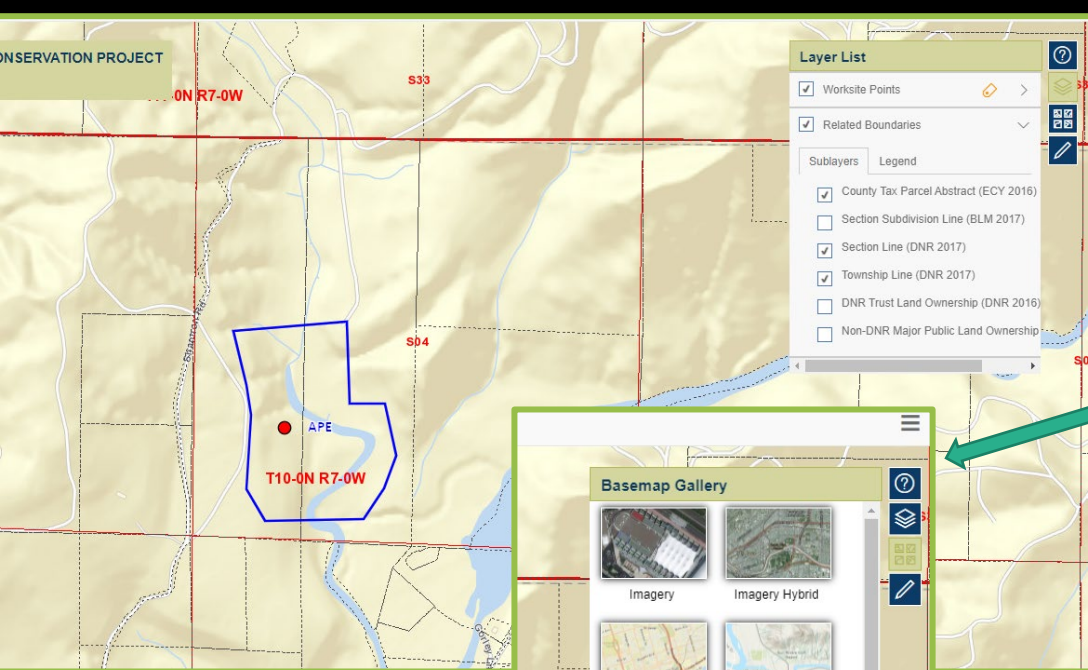 ONSERVATION PROJECT
0N R7-0W
S33
S04
APE
T10-0N R7-0W
Layer List
Worksite Points
Related Boundaries
Sublayers Legend
County Tax Parcel Abstract (ECY 2016)
Section Subdivision Line (BLM 2017)
Section Line (DNR 2017)
Township Line (DNR 2017)
DNR Trust Land Ownership (DNR 2016)
Non-DNR Major Public Land Ownership
Basemap Gallery
Imagery Imagery Hybrid